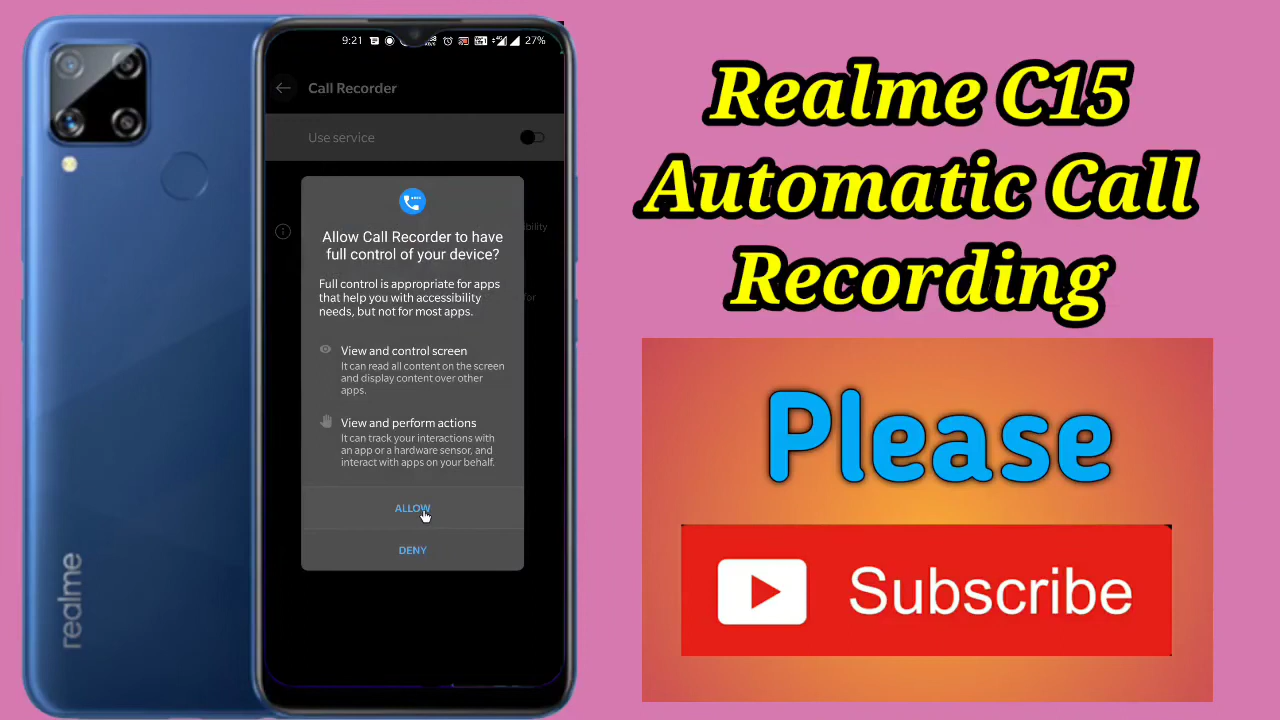 realme
9:21
27%
Call Recorder
Use service
Allow Call Recorder to have
full control of your device?
Full control is appropriate for apps
that help you with accessibility
needs, but not for most apps.
View and control screen
It can read all content on the screen
and display content over other
apps.
View and perform actions
It can track your interactions with
an app or a hardware sensor, and
interact with apps on your behalf.
ALLOW
DENY
Realme C15
Automatic Call
Recording
Please
Subscribe